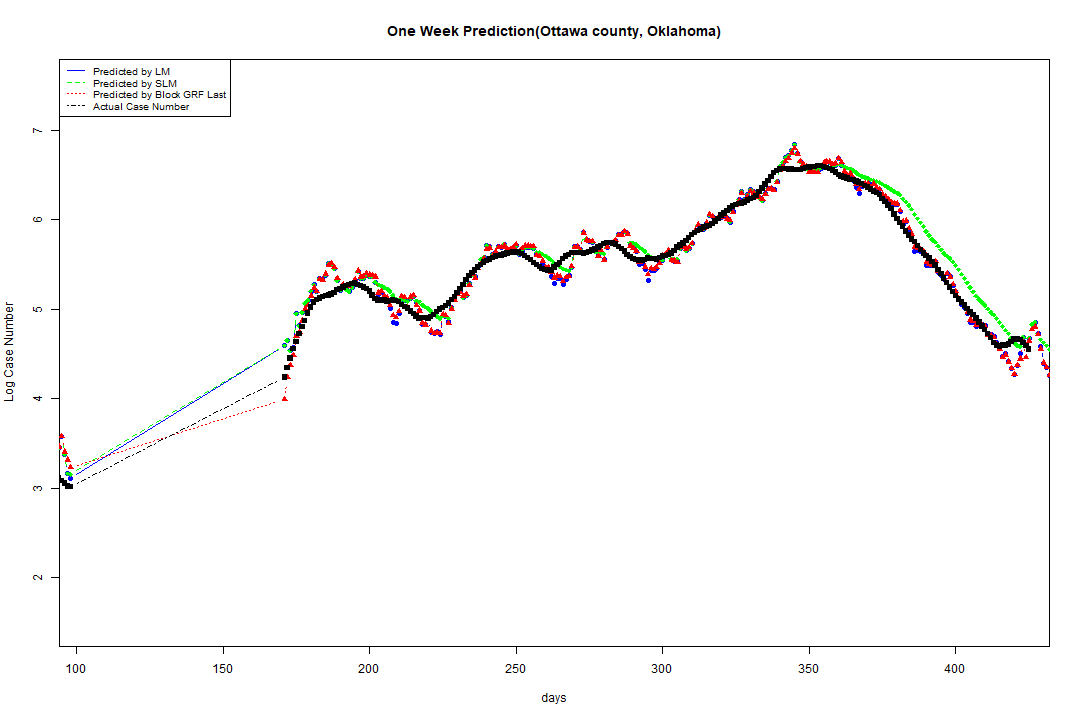 One Week Prediction(Ottawa county, Oklahoma)
Predicted by LM
Predicted by SLM
Predicted by Block GRF Last
Actual Case Number
7
6
5
4
3
2
Log Case Number
100 150 200 250 300 350 400
days